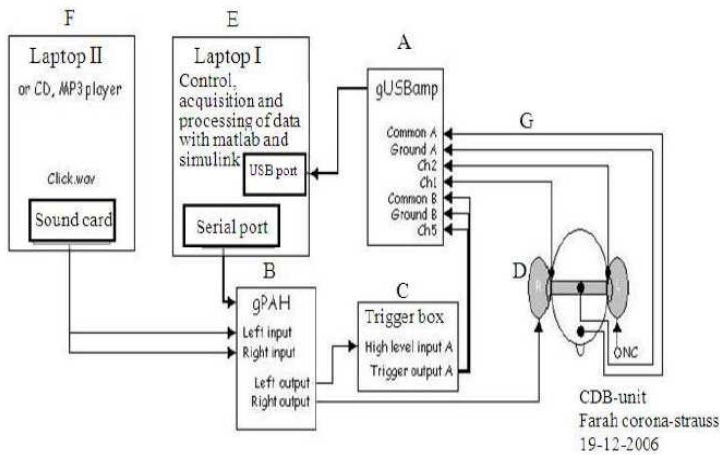 F
Laptop II
or CD, MP3 player
Click.wav
Sound card
E
Laptop I
Control,
acquisition and
processing of data
with matlab and
simulink
USB port
Serial port
A
gUSBamp
Common A
Ground A
Ch2
Ch1
Common B
Ground B
Ch5
G
B
gPAH
Left input
Right input
Left output
Right output
C
Trigger box
High level input A
Trigger output A
D
R
L
NC
CDB-unit
Farah corona-strauss
19-12-2006